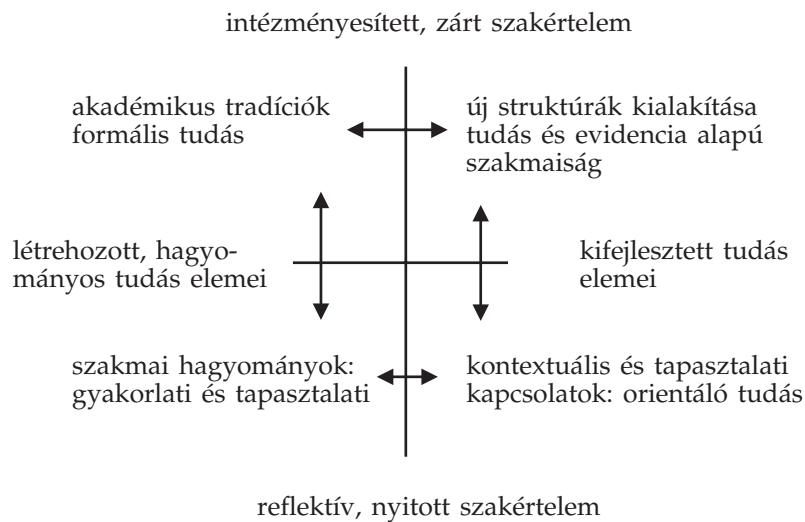 intézményesített, zárt szakértelem
akadémikus tradíciók
formális tudás
új struktúrák kialakítása
tudás és evidencia alapú
szakmaiság
létrehozott, hagyo-
mányos tudás elemei
kifejlesztett tudás
elemei
szakmai hagyományok:
gyakorlati és tapasztalati
kontextuális és tapasztalati
kapcsolatok: orientáló tudás
reflektív, nyitott szakértelem